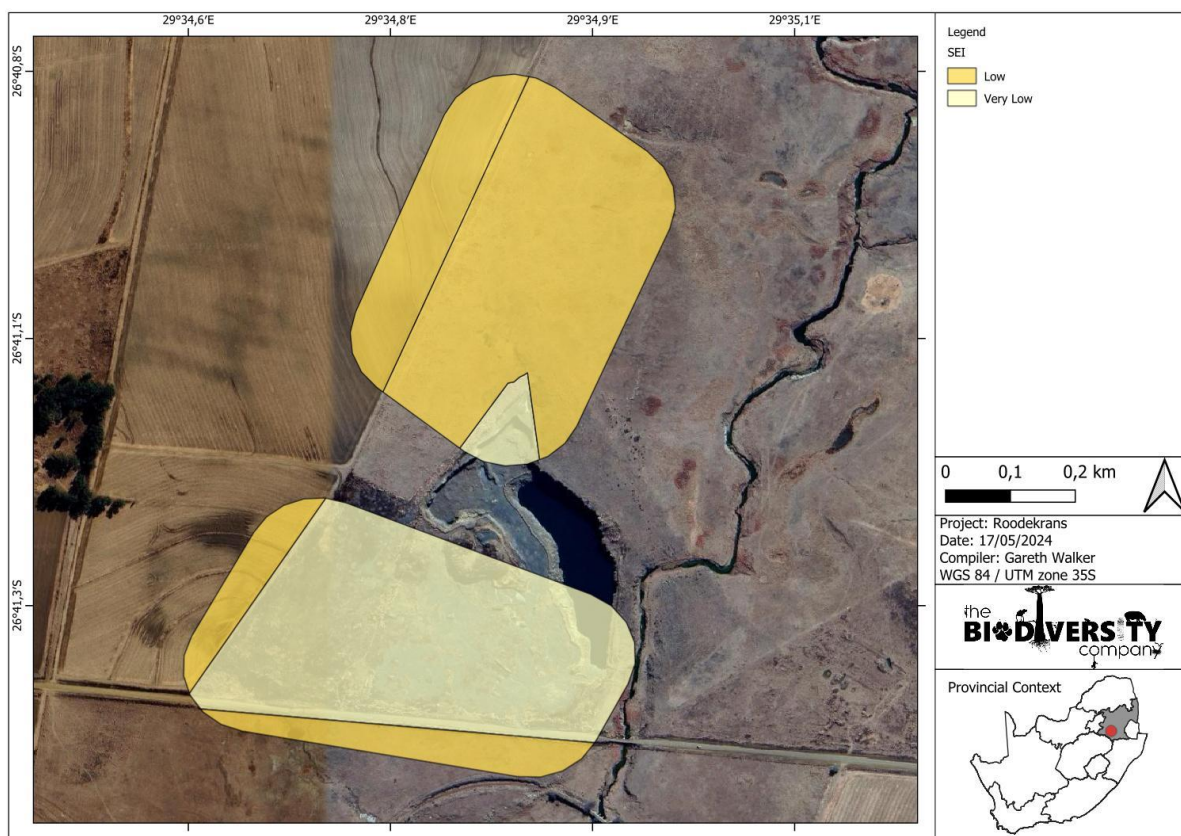 29°34,6'E
29°34,8'E
29°34,9'E
29°35,1'E
26°40,8'S
26°41,1'S
26°41,3'S
Legend
SEI
Low
Very Low
0 0,1 0,2 km
Project: Roodekrans
Date: 17/05/2024
Compiler: Gareth Walker
WGS 84 / UTM zone 35S
the
BIODIVERSITY
company
Provincial Context